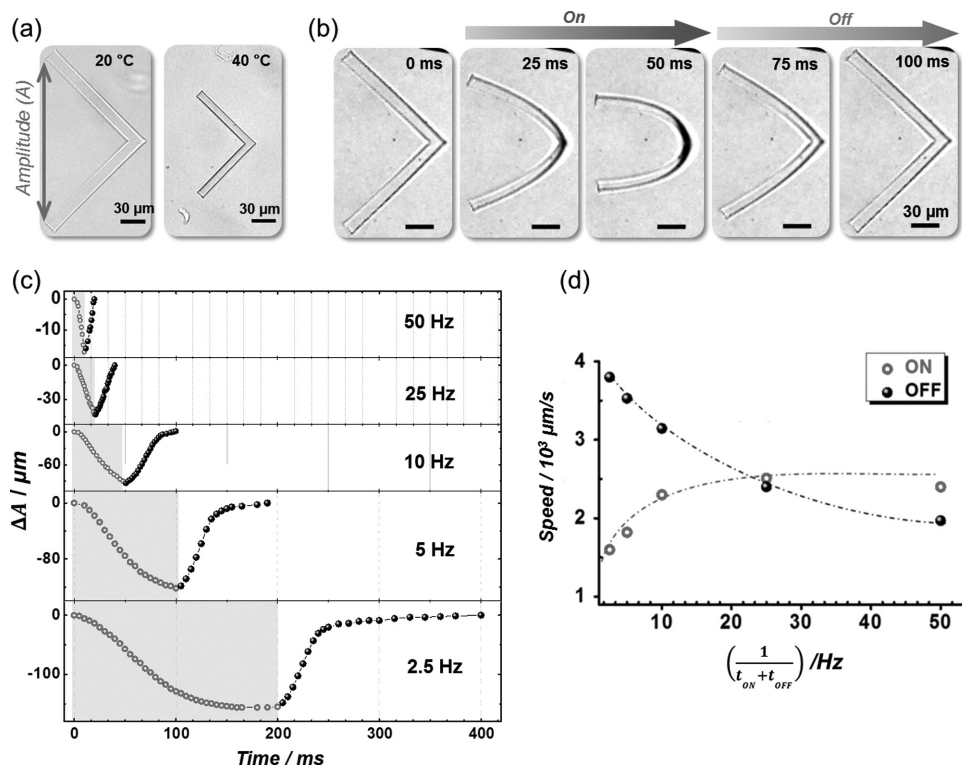 (a)
20 °C
40 °C
Amplitude (A)
30 µm
30 µm
(b)
On
Off
0 ms
25 ms
50 ms
75 ms
100 ms
30 µm
(c)
0
-10
50 Hz
0
-30
25 Hz
0
-60
10 Hz
0
-80
5 Hz
0
-100
2.5 Hz
ΔA / µm
0 100 200 300 400
Time / ms
(d)
4
3
2
1
Speed / 10³ µm/s
ON
OFF
10 20 30 40 50
(1/(t_ON + t_OFF)) /Hz